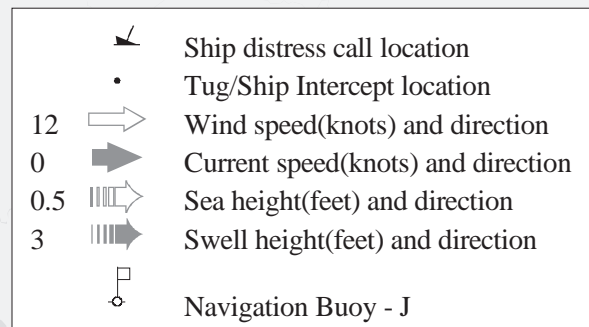 Ship distress call location
Tug/Ship Intercept location
12 Wind speed(knots) and direction
0 Current speed(knots) and direction
0.5 Sea height(feet) and direction
3 Swell height(feet) and direction
Navigation Buoy - J